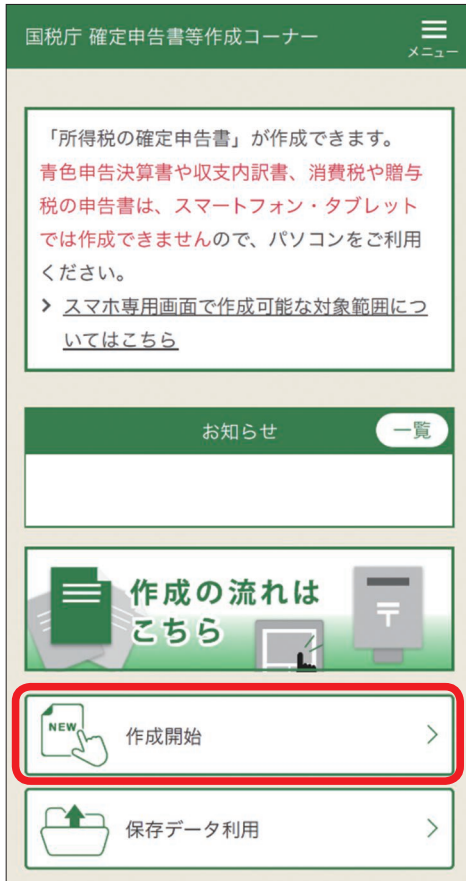 国税庁 確定申告書等作成コーナー
メニュー
「所得税の確定申告書」が作成できます。
青色申告決算書や収支内訳書、消費税や贈与
税の申告書は、スマートフォン・タブレット
では作成できませんので、パソコンをご利用
ください。
スマホ専用画面で作成可能な対象範囲につ
いてはこちら
お知らせ
一覧
作成の流れは
こちら
〒
NEW
作成開始
保存データ利用